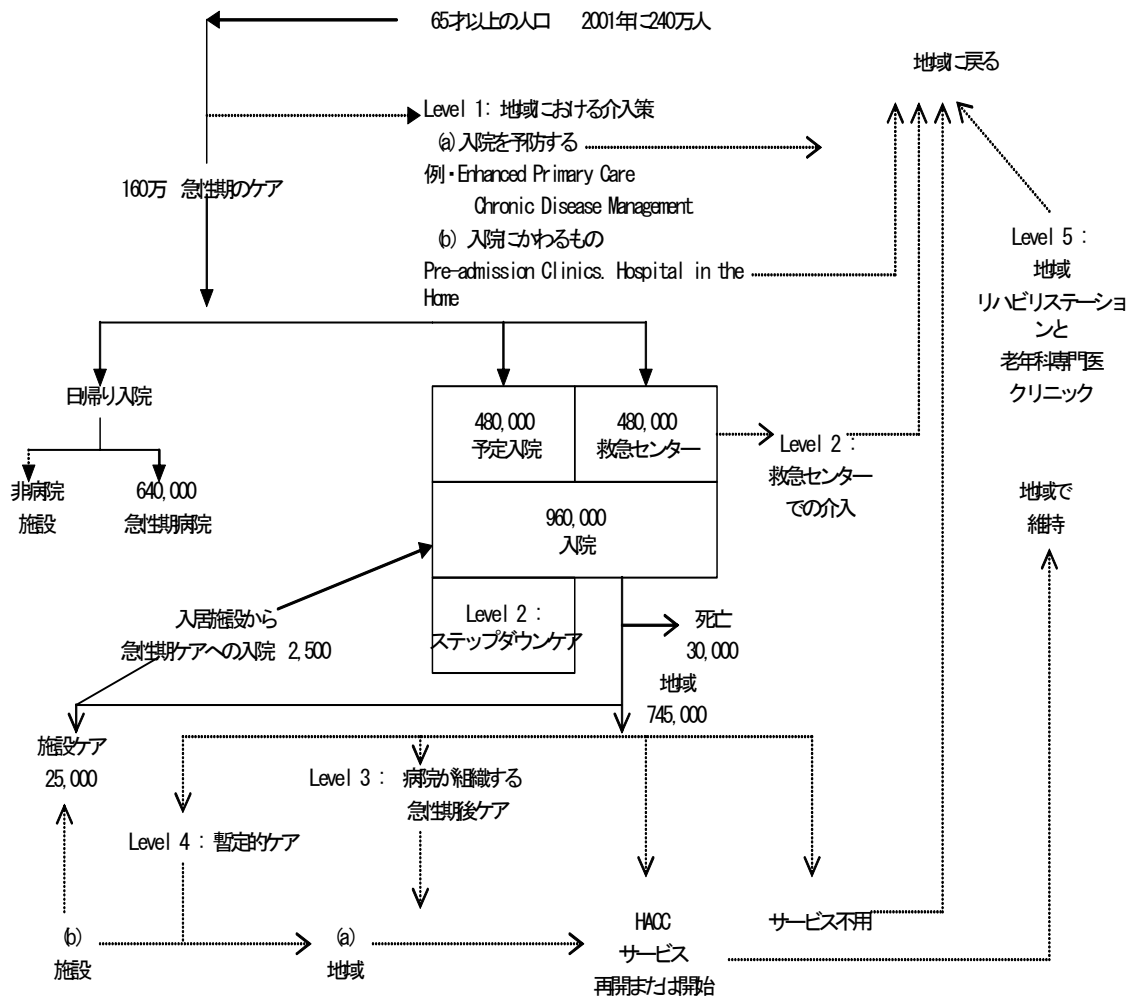 65才以上の人口 2001年に240万人
地域に戻る
Level 1: 地域における介入策
(a) 入院を予防する
例・Enhanced Primary Care
Chronic Disease Management
(b) 入院にかわるもの
Pre-admission Clinics. Hospital in the
Home
160万 急性期のケア
Level 5 :
地域
リハビリステーショ
ンと
老年科専門医
クリニック
日帰り入院
480,000
予定入院
480,000
救急センター
Level 2 :
救急センター
での介入
非病院
施設
640,000
急性期病院
地域で
維持
960,000
入院
入居施設から
急性期ケアへの入院 2,500
Level 2 :
ステップダウンケア
死亡
30,000
地域
745,000
施設ケア
25,000
Level 3 : 病院が組織する
急性期後ケア
Level 4 : 暫定的ケア
(b)
施設
(a)
地域
HACC
サービス
再開または開始
サービス不用